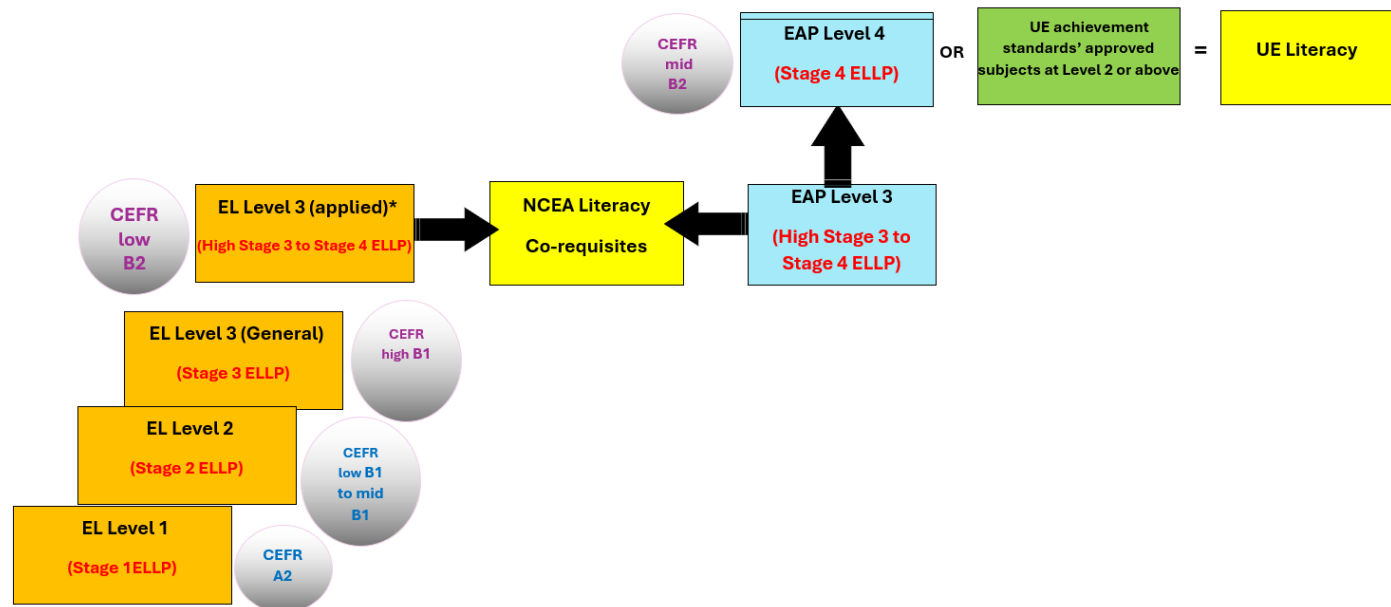 CEFR
mid
B2
EAP Level 4
(Stage 4 ELLP)
OR
UE achievement
standards' approved
subjects at Level 2 or above
=
UE Literacy
CEFR
low
B2
EL Level 3 (applied)*
(High Stage 3 to Stage 4 ELLP)
NCEA Literacy
Co-requisites
EAP Level 3
(High Stage 3 to
Stage 4 ELLP)
EL Level 3 (General)
(Stage 3 ELLP)
CEFR
high B1
EL Level 2
(Stage 2 ELLP)
CEFR
low B1
to mid
B1
EL Level 1
(Stage 1ELLP)
CEFR
A2